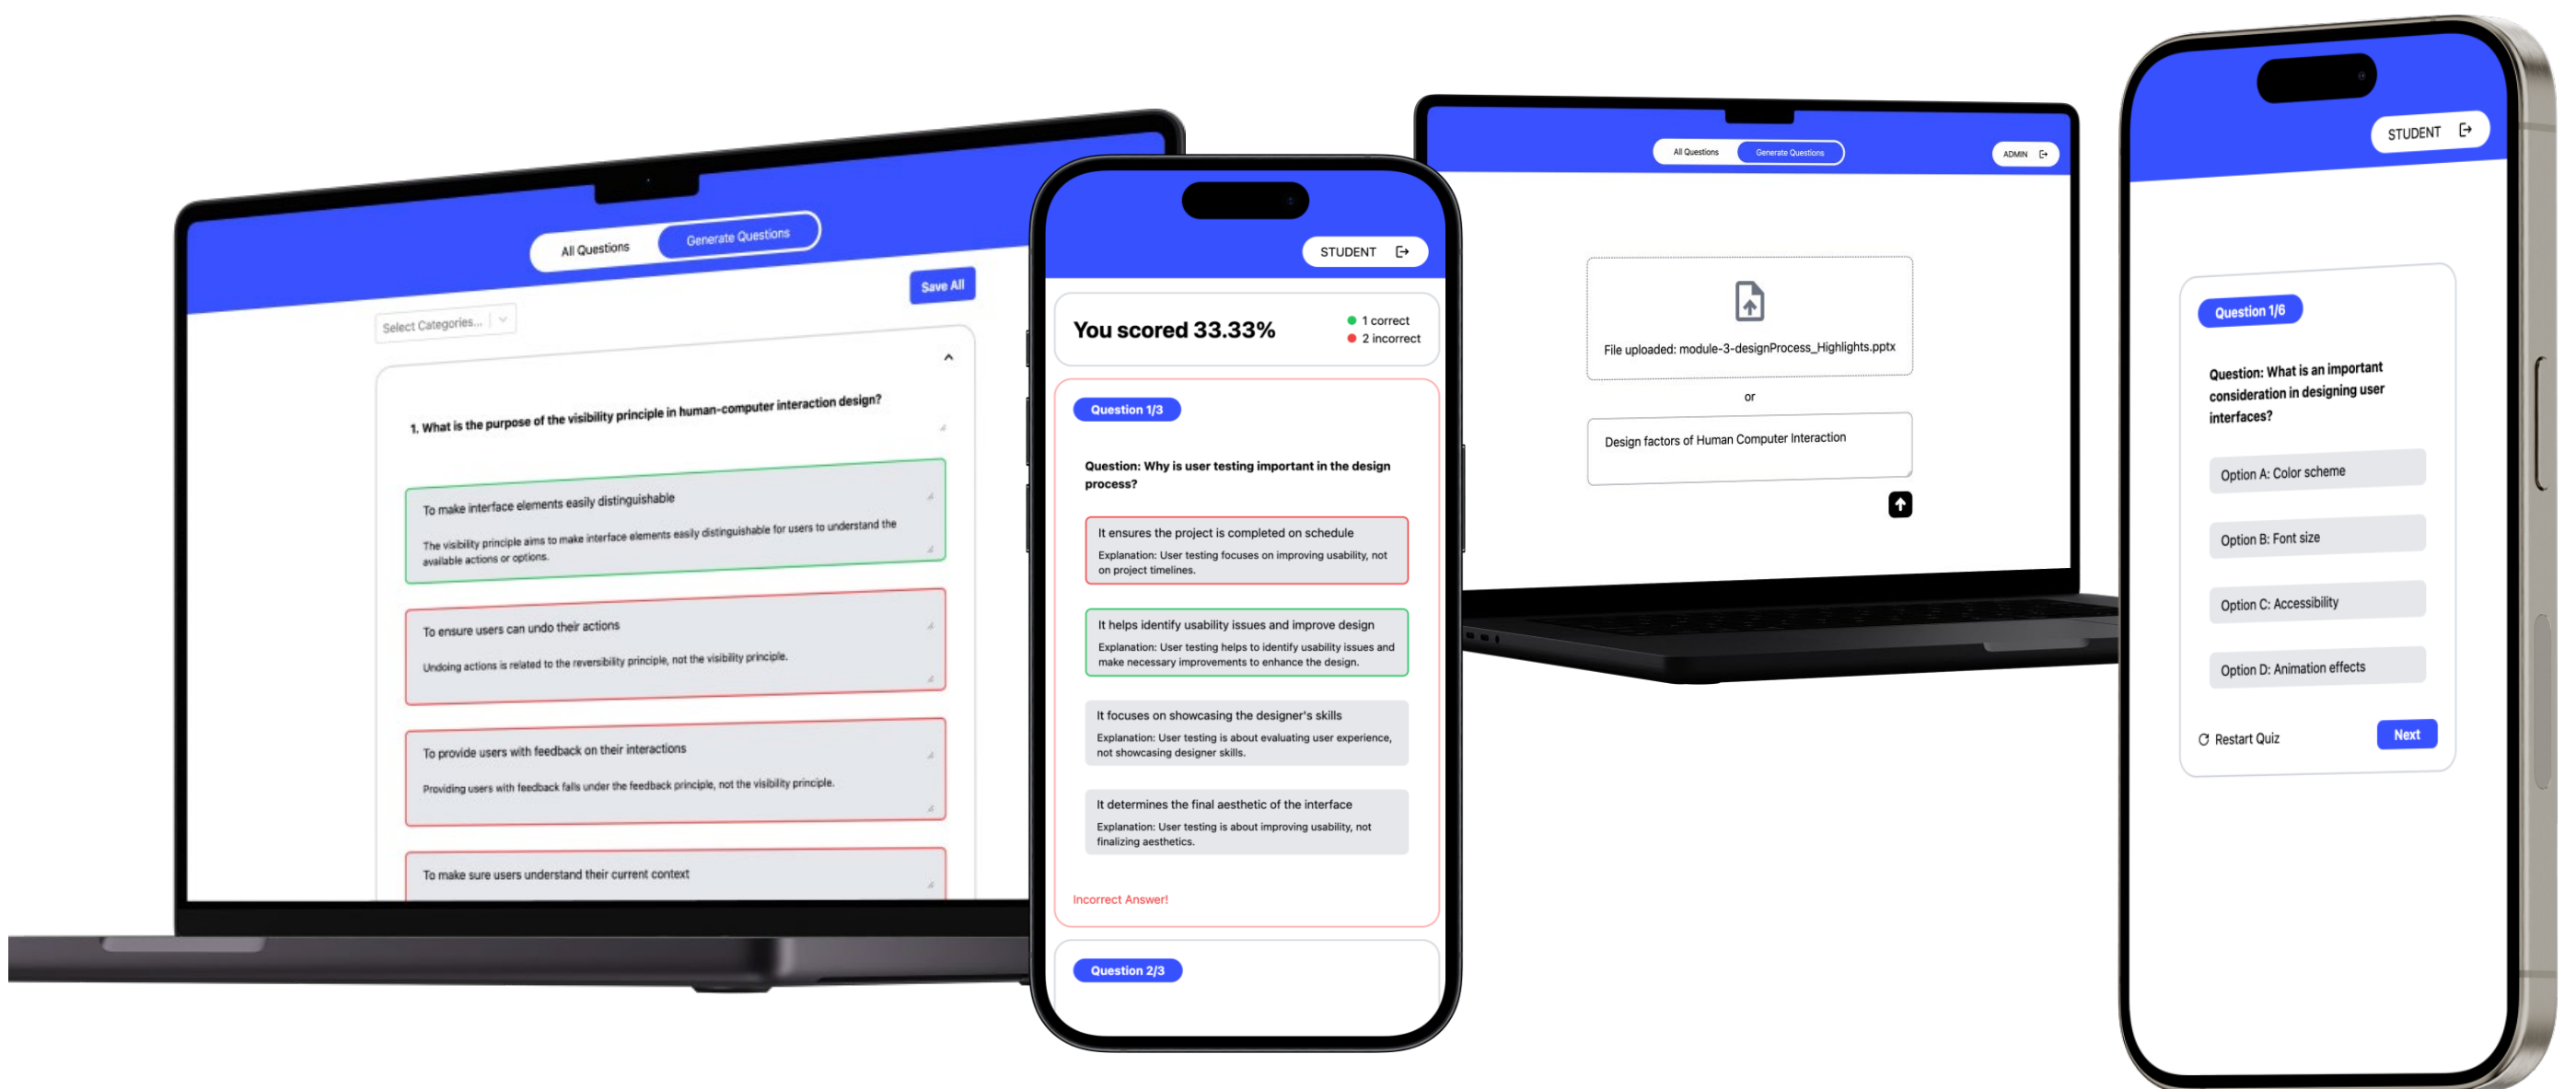 All Questions
Generate Questions
Select Categories...
Save All
1. What is the purpose of the visibility principle in human-computer interaction design?
To make interface elements easily distinguishable
The visibility principle aims to make interface elements easily distinguishable for users to understand the
available actions or options.
To ensure users can undo their actions
Undoing actions is related to the reversibility principle, not the visibility principle.
To provide users with feedback on their interactions
Providing users with feedback falls under the feedback principle, not the visibility principle.
To make sure users understand their current context
STUDENT
You scored 33.33%
1 correct
2 incorrect
Question 1/3
Question: Why is user testing important in the design
process?
It ensures the project is completed on schedule
Explanation: User testing focuses on improving usability, not
on project timelines.
It helps identify usability issues and improve design
Explanation: User testing helps to identify usability issues and
make necessary improvements to enhance the design.
It focuses on showcasing the designer's skills
Explanation: User testing is about evaluating user experience,
not showcasing designer skills.
It determines the final aesthetic of the interface
Explanation: User testing is about improving usability, not
finalizing aesthetics.
Incorrect Answer!
Question 2/3
All Questions
Generate Questions
ADMIN
File uploaded: module-3-designProcess_Highlights.pptx
or
Design factors of Human Computer Interaction
STUDENT
Question 1/6
Question: What is an important
consideration in designing user
interfaces?
Option A: Color scheme
Option B: Font size
Option C: Accessibility
Option D: Animation effects
Restart Quiz
Next